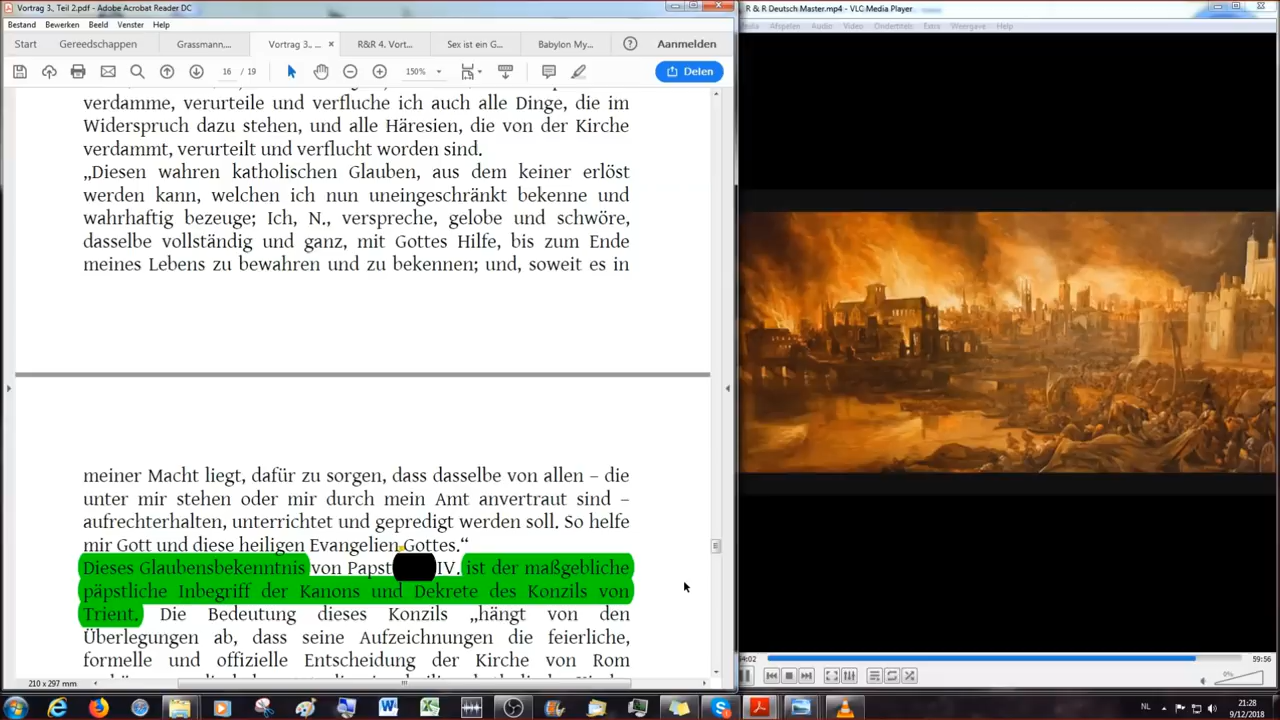 Vortrag 3, Teil 2.pdf - Adobe Acrobat Reader DC
Bestand Bewerken Beeld Venster Help
Start Gereedschappen Grassmann.... Vortrag 3.. ... × R&R 4. Vort... Sex ist ein G... Babylon My... Aanmelden
16 / 19 150% Delen
verdamme, verurteile und verfluche ich auch alle Dinge, die im
Widerspruch dazu stehen, und alle Häresien, die von der Kirche
verdammt, verurteilt und verflucht worden sind.
„Diesen wahren katholischen Glauben, aus dem keiner erlöst
werden kann, welchen ich nun uneingeschränkt bekenne und
wahrhaftig bezeuge; Ich, N., verspreche, gelobe und schwöre,
dasselbe vollständig und ganz, mit Gottes Hilfe, bis zum Ende
meines Lebens zu bewahren und zu bekennen; und, soweit es in
meiner Macht liegt, dafür zu sorgen, dass dasselbe von allen – die
unter mir stehen oder mir durch mein Amt anvertraut sind –
aufrechterhalten, unterrichtet und gepredigt werden soll. So helfe
mir Gott und diese heiligen Evangelien Gottes.“
Dieses Glaubensbekenntnis von Papst IV. ist der maßgebliche
päpstliche Inbegriff der Kanons und Dekrete des Konzils von
Trient. Die Bedeutung dieses Konzils „hängt von den
Überlegungen ab, dass seine Aufzeichnungen die feierliche,
formelle und offizielle Entscheidung der Kirche von Rom
210 x 297 mm
R & R Deutsch Master.mp4 - VLC Media Player
Media Afspelen Audio Video Ondertitels Extra Weergave Help
59:56
NL 21:28
9/12/2018